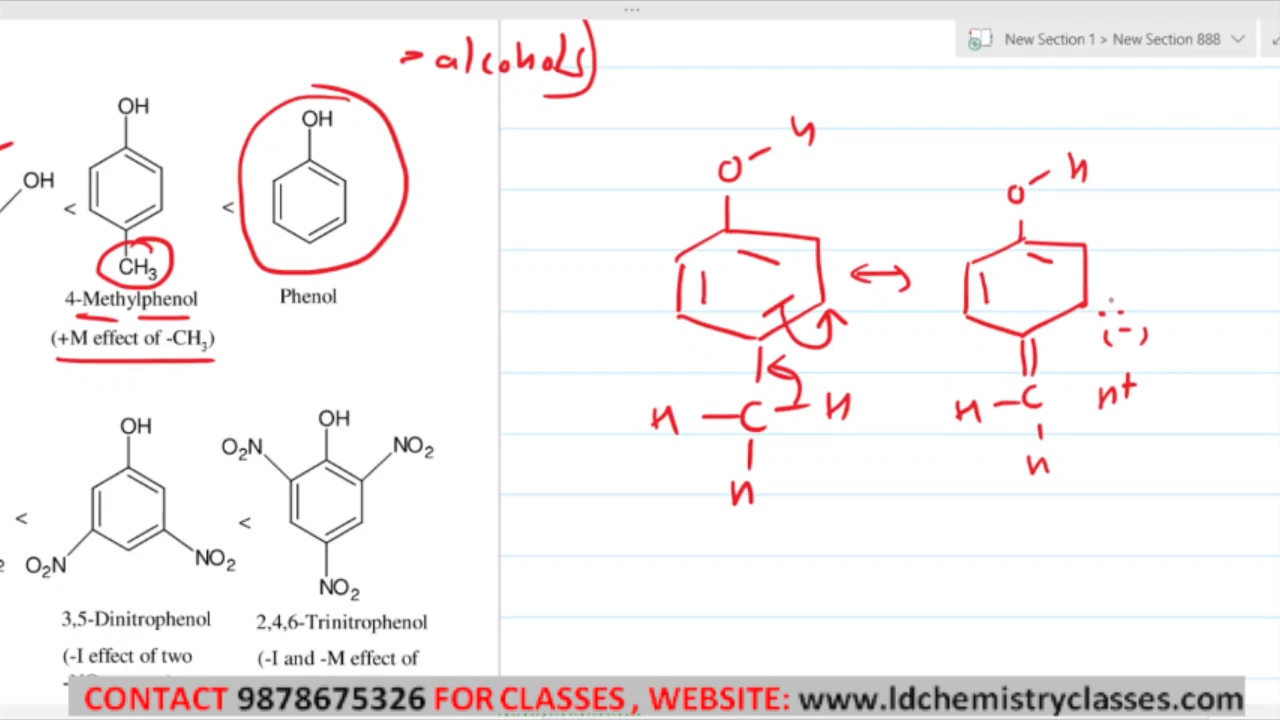 ...
New Section 1 > New Section 888
> alcohols)
OH
OH
OH
<
<
CH3
4-Methylphenol
Phenol
(+M effect of -CH3)
OH
OH
O2N
NO2
<
<
2
O2N
NO2
NO2
3,5-Dinitrophenol
2,4,6-Trinitrophenol
(-I effect of two
(-I and -M effect of
O - H
H - C - H
H
O - H
(-)
H - C
H+
H
CONTACT 9878675326 FOR CLASSES , WEBSITE: www.ldchemistryclasses.com